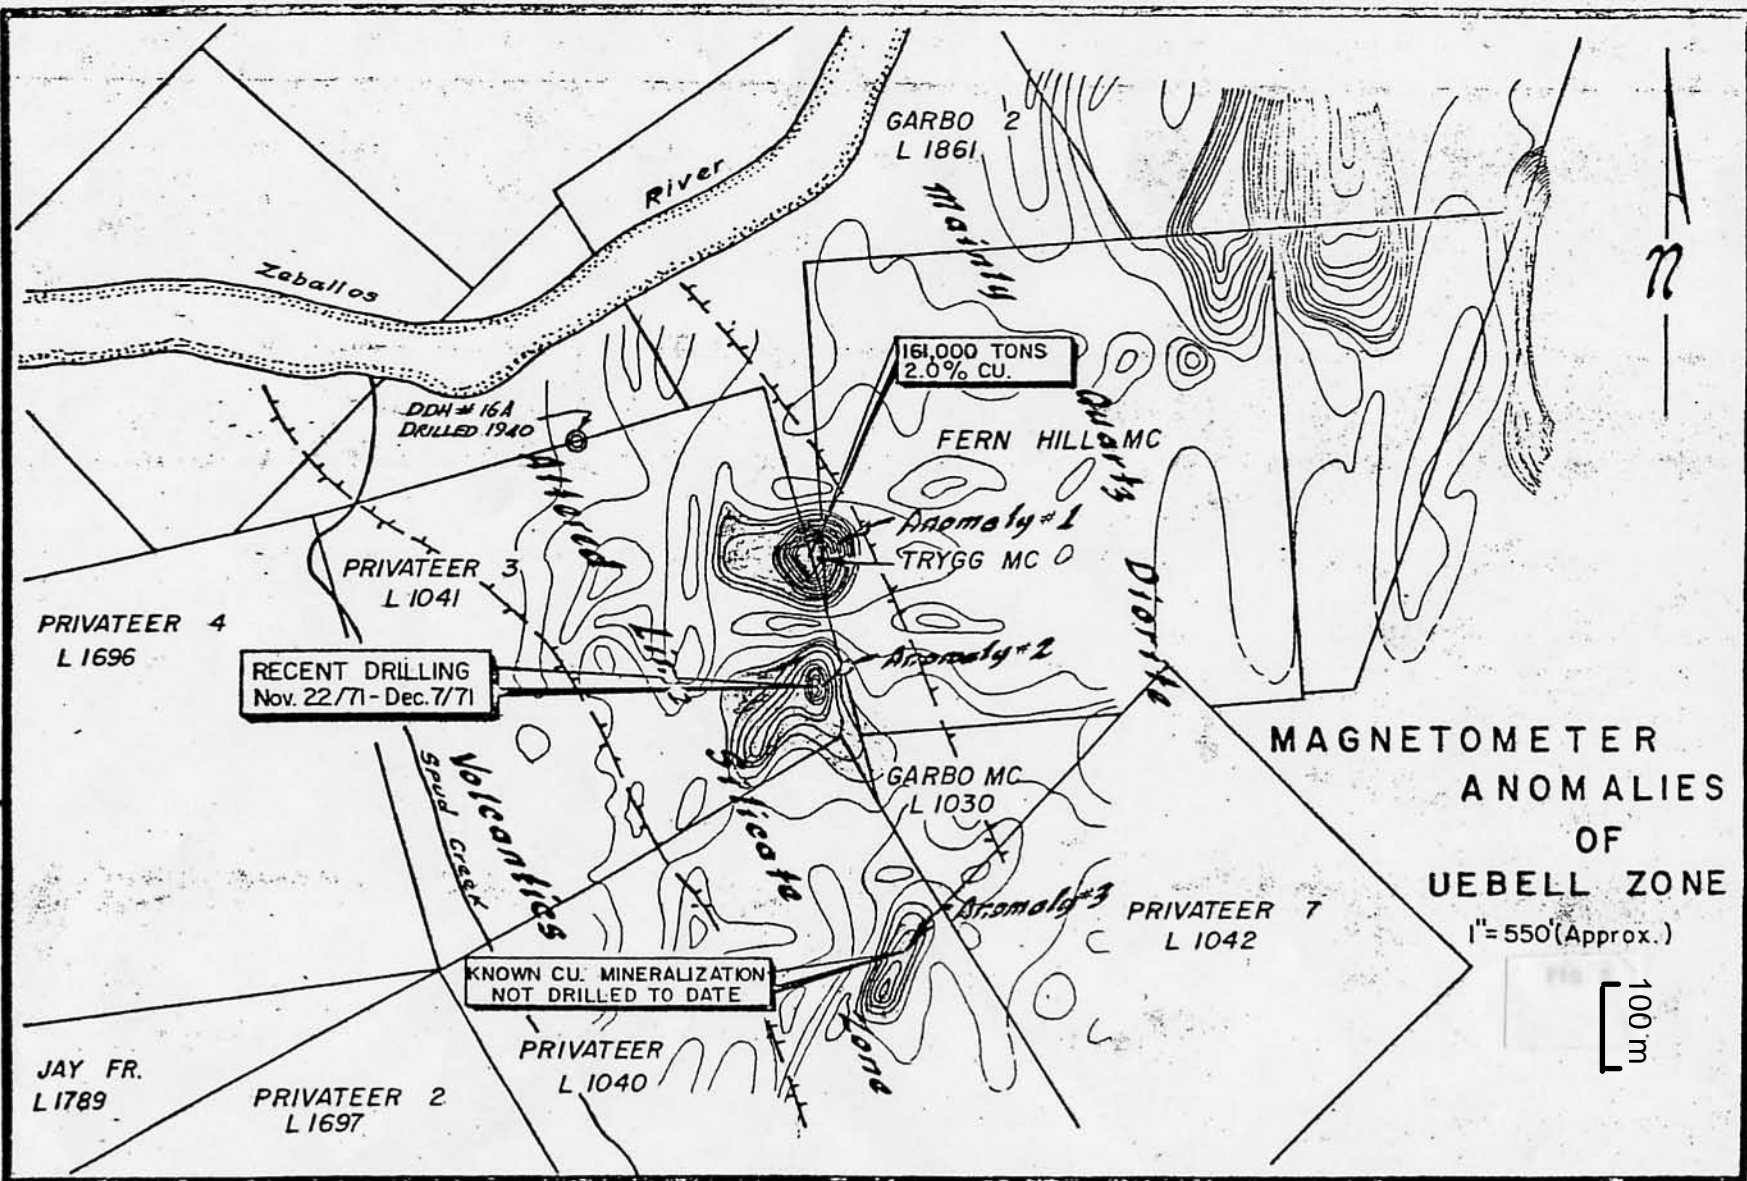 GARBO 2
L 1861
River
Zeballos
Mainly
161,000 TONS
2.0% CU.
DDH # 16A
DRILLED 1940
FERN HILL MC
Quartz
Altered
Anomaly #1
TRYGG MC
PRIVATEER 3
L 1041
Diorite
PRIVATEER 4
L 1696
Lime
Anomaly #2
RECENT DRILLING
Nov. 22/71 - Dec. 7/71
MAGNETOMETER
ANOMALIES
OF
UEBELL ZONE
1"= 550'(Approx.)
Volcanics
Spud Creek
Silicate
GARBO MC
L 1030
Anomaly #3
PRIVATEER 7
L 1042
KNOWN CU. MINERALIZATION
NOT DRILLED TO DATE
100 m
Zone
PRIVATEER
L 1040
JAY FR.
L 1789
PRIVATEER 2
L 1697
n